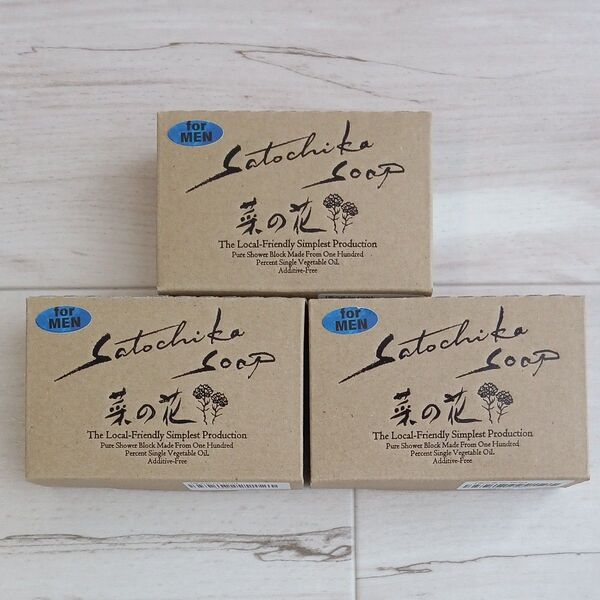 for
MEN
Satochika
Soap
菜の花
The Local-Friendly Simplest Production
Pure Shower Block Made From One Hundred
Percent Single Vegetable OiL
Additive-Free
for
MEN
Satochika
Soap
菜の花
The Local-Friendly Simplest Production
Pure Shower Block Made From One Hundred
Percent Single Vegetable OiL
Additive-Free
for
MEN
Satochika
Soap
菜の花
The Local-Friendly Simplest Production
Pure Shower Block Made From One Hundred
Percent Single Vegetable OiL
Additive-Free